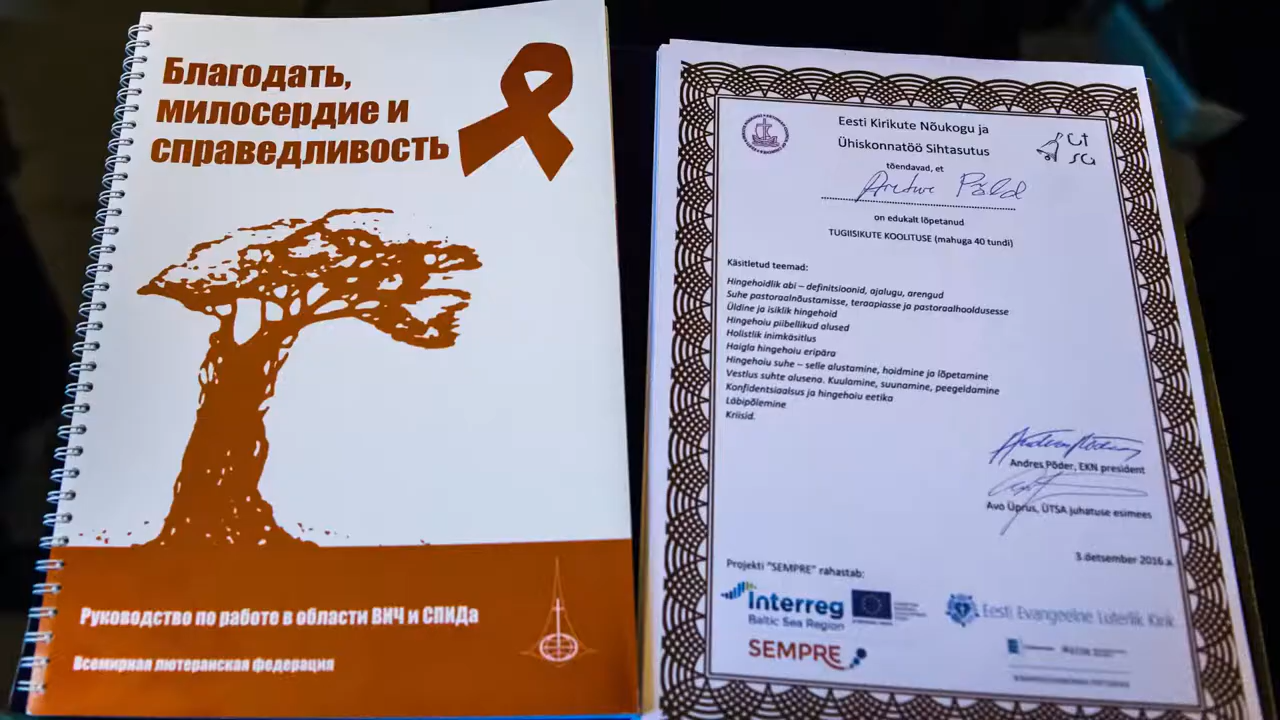 Благодать,
милосердие и
справедливость
Руководство по работе в области ВИЧ и СПИДа
Всемирная лютеранская федерация
Eesti Kirikute Nõukogu ja
Ühiskonnatöö Sihtasutus
tõendavad, et
Põld
on edukalt lõpetanud
TUGIISIKUTE KOOLITUSE (mahuga 40 tundi)
Käsitletud teemad:
Hingehoidlik abi – definitsioonid, ajalugu, arengud
Suhe pastoraalnõustamisse, teraapiasse ja pastoraalhooldusesse
Üldine ja isiklik hingehoid
Hingehoiu piibellikud alused
Holistlik inimkäsitlus
Haigla hingehoiu eripära
Hingehoiu suhe – selle alustamine, hoidmine ja lõpetamine
Vestlus suhte alusena. Kuulamine, suunamine, peegeldamine
Konfidentsiaalsus ja hingehoiu eetika
Läbipõlemine
Kriisid.
Andres Põder, EKN president
Avo Üprus, ÜTSA juhatuse esimees
3.detsember 2016.a.
Projekti "SEMPRE" rahastab:
Interreg
Baltic Sea Region
Eesti Evangeelne Luterlik Kirik
SEMPRE